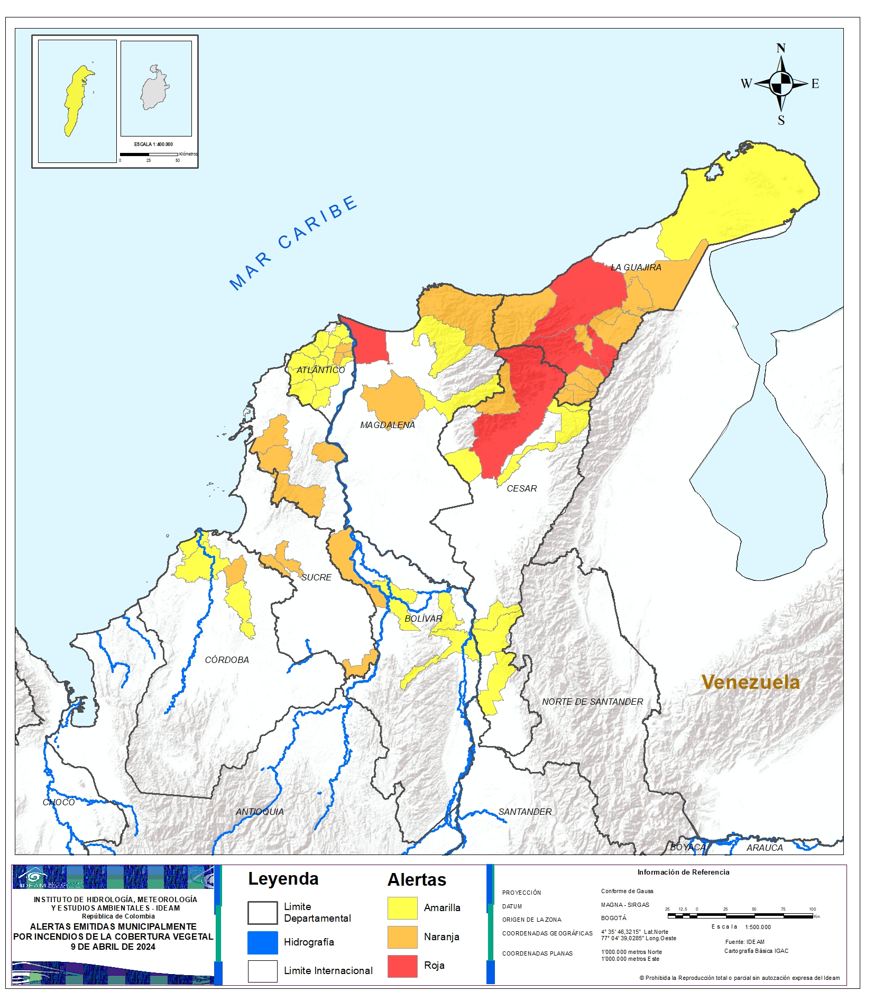 ESCALA 1:400.000
Kilómetros
0 25 50
N
W E
S
MAR CARIBE
LA GUAJIRA
ATLÁNTICO
MAGDALENA
CESAR
SUCRE
BOLÍVAR
CÓRDOBA
Venezuela
NORTE DE SANTANDER
CHOCÓ
ANTIOQUIA
SANTANDER
BOYACÁ
ARAUCA
IDEAM
INSTITUTO DE HIDROLOGÍA, METEOROLOGÍA
Y ESTUDIOS AMBIENTALES - IDEAM
República de Colombia
ALERTAS EMITIDAS MUNICIPALMENTE
POR INCENDIOS DE LA COBERTURA VEGETAL
9 DE ABRIL DE 2024
Leyenda
Limite
Departamental
Hidrografía
Limite Internacional
Alertas
Amarilla
Naranja
Roja
Información de Referencia
PROYECCIÓN Conforme de Gauss
DATUM MAGNA - SIRGAS
ORIGEN DE LA ZONA BOGOTÁ
COORDENADAS GEOGRÁFICAS 4° 35' 46,3215" Lat.Norte
77° 04' 39,0285" Long.Oeste
COORDENADAS PLANAS 1'000.000 metros Norte
1'000.000 metros Este
25 12,5 0 25 50 75 100
Km
Escala 1:500.000
Fuente: IDEAM
Cartografía Básica IGAC
© Prohibida la Reproducción total o parcial sin autozación expresa del Ideam